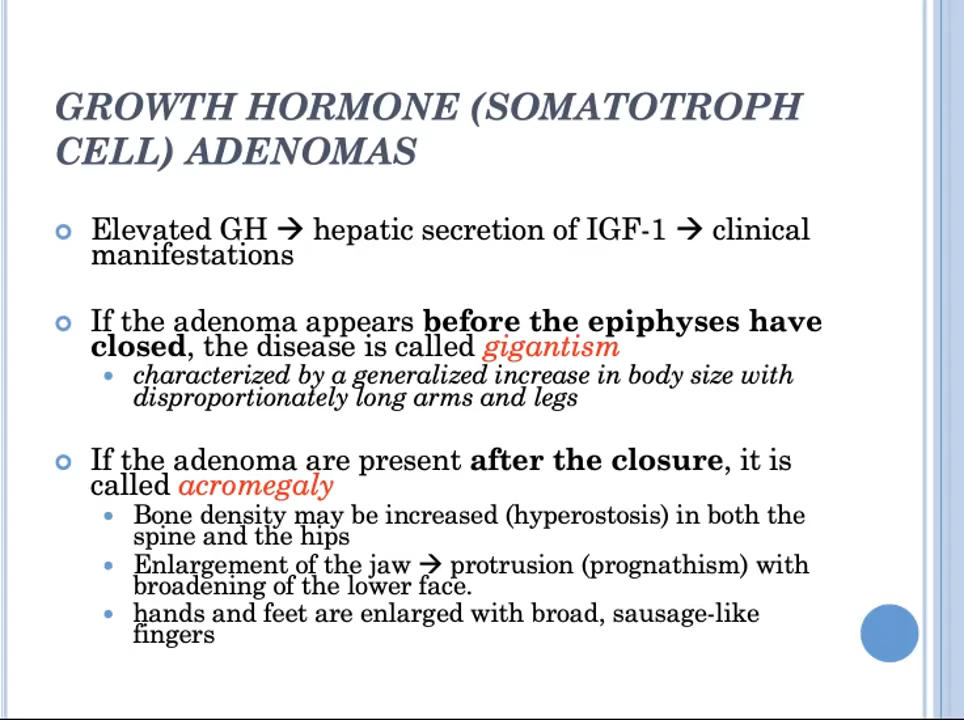 GROWTH HORMONE (SOMATOTROPH
CELL) ADENOMAS
Elevated GH → hepatic secretion of IGF-1 → clinical
manifestations
If the adenoma appears before the epiphyses have
closed, the disease is called gigantism
characterized by a generalized increase in body size with
disproportionately long arms and legs
If the adenoma are present after the closure, it is
called acromegaly
Bone density may be increased (hyperostosis) in both the
spine and the hips
Enlargement of the jaw → protrusion (prognathism) with
broadening of the lower face.
hands and feet are enlarged with broad, sausage-like
fingers